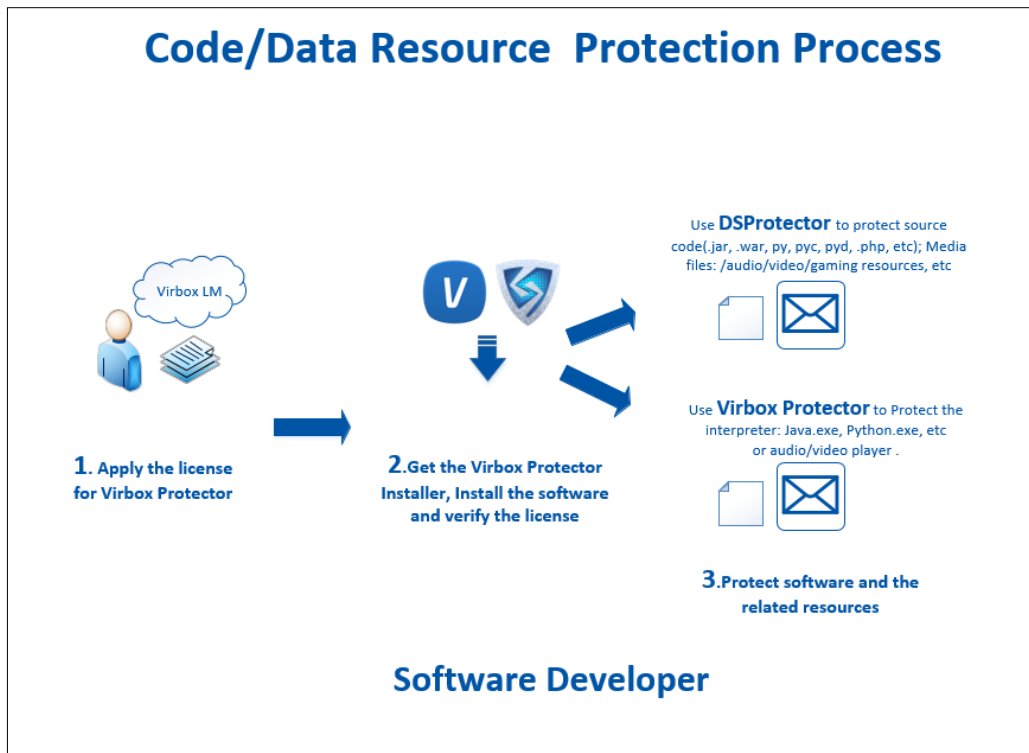 Code/Data Resource Protection Process
Virbox LM
1. Apply the license
for Virbox Protector
V
2.Get the Virbox Protector
Installer, Install the software
and verify the license
Use DSProtector to protect source
code(.jar, .war, py, pyc, pyd, .php, etc); Media
files: /audio/video/gaming resources, etc
Use Virbox Protector to Protect the
interpreter: Java.exe, Python.exe, etc
or audio/video player .
3.Protect software and the
related resources
Software Developer